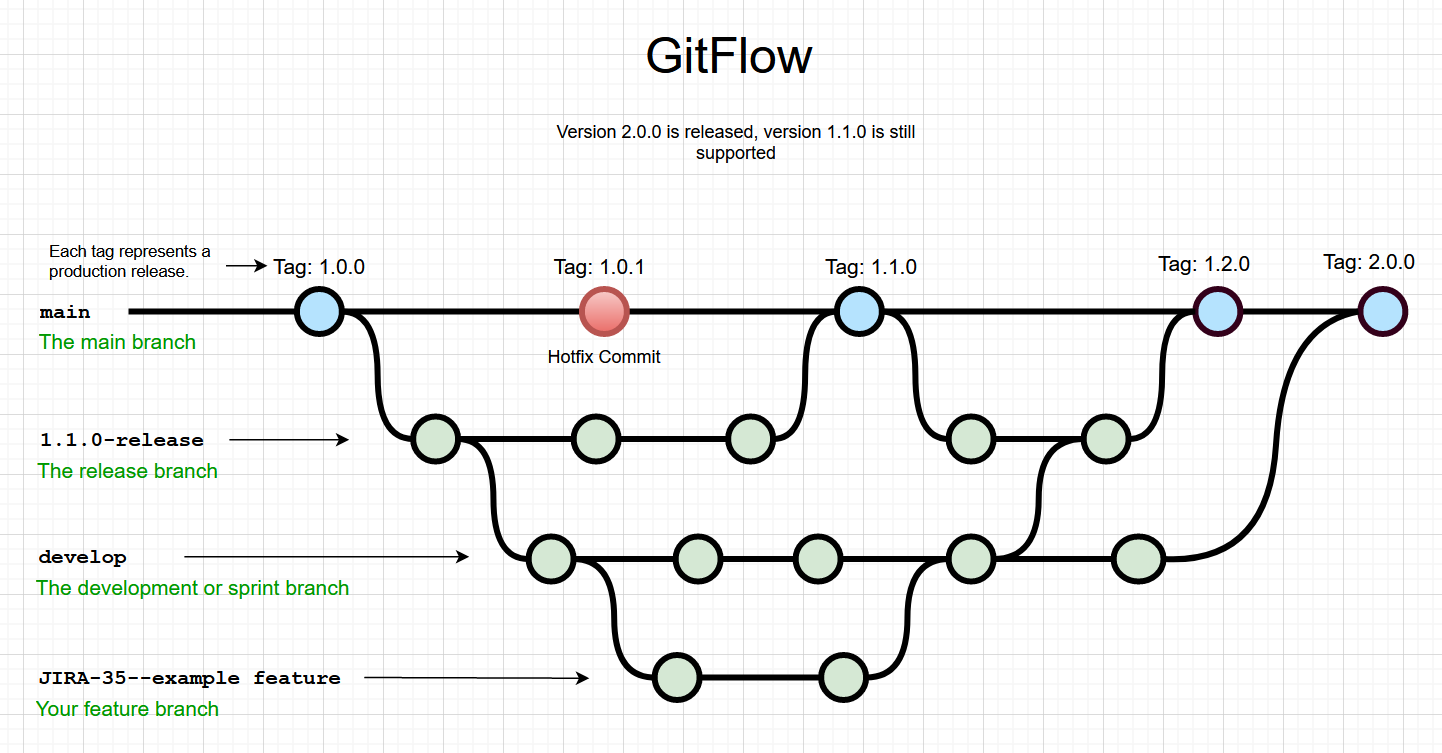 GitFlow
Version 2.0.0 is released, version 1.1.0 is still
supported
Each tag represents a
production release.
Tag: 1.0.0
Tag: 1.0.1
Tag: 1.1.0
Tag: 1.2.0
Tag: 2.0.0
main
The main branch
Hotfix Commit
1.1.0-release
The release branch
develop
The development or sprint branch
JIRA-35--example feature
Your feature branch